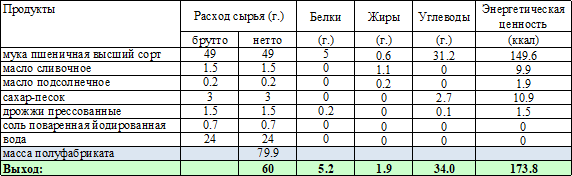 Продукты Расход сырья (г.) Белки Жиры Углеводы Энергетическая ценность
брутто нетто (г.) (г.) (г.) (ккал)
мука пшеничная высший сорт 49 49 5 0.6 31.2 149.6
масло сливочное 1.5 1.5 0 1.1 0 9.9
масло подсолнечное 0.2 0.2 0 0.2 0 1.9
сахар-песок 3 3 0 0 2.7 10.9
дрожжи прессованные 1.5 1.5 0.2 0 0.1 1.5
соль поваренная йодированная 0.7 0.7 0 0 0 0
вода 24 24 0 0 0 0
масса полуфабриката 79.9
Выход: 60 5.2 1.9 34.0 173.8